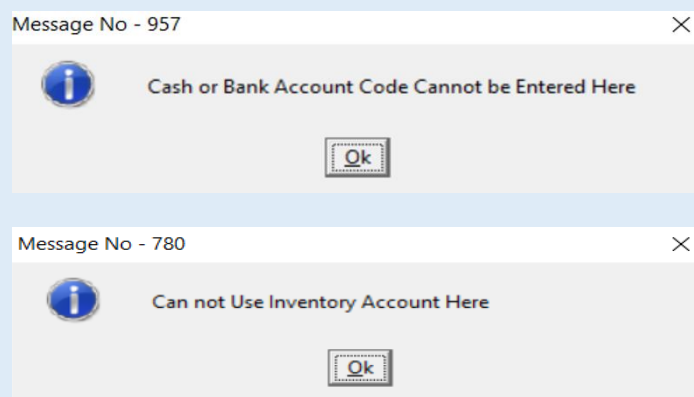 Message No - 957
Cash or Bank Account Code Cannot be Entered Here
Ok
Message No - 780
Can not Use Inventory Account Here
Ok